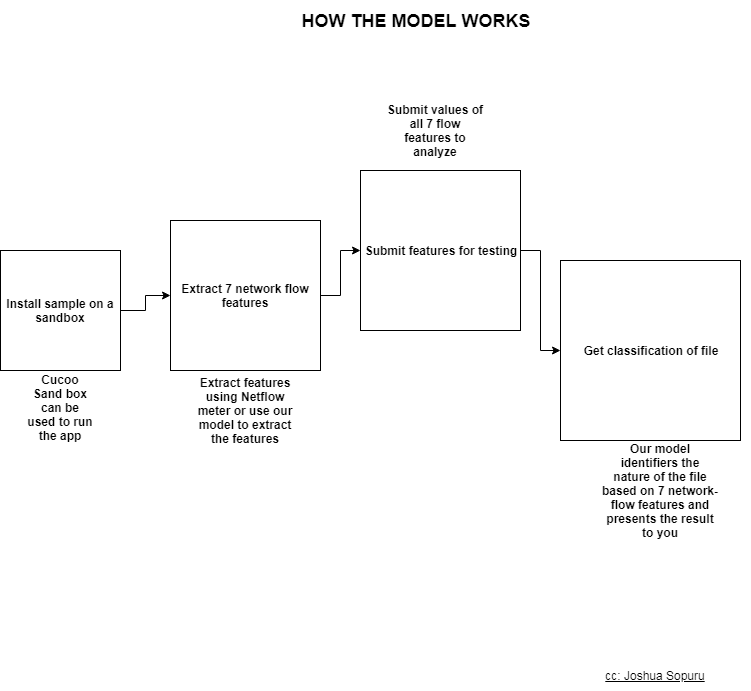 HOW THE MODEL WORKS
Submit values of
all 7 flow
features to
analyze
Install sample on a
sandbox
Extract 7 network flow
features
Submit features for testing
Get classification of file
Cucoo
Sand box
can be
used to run
the app
Extract features
using Netflow
meter or use our
model to extract
the features
Our model
identifiers the
nature of the file
based on 7 network-
flow features and
presents the result
to you
cc: Joshua Sopuru